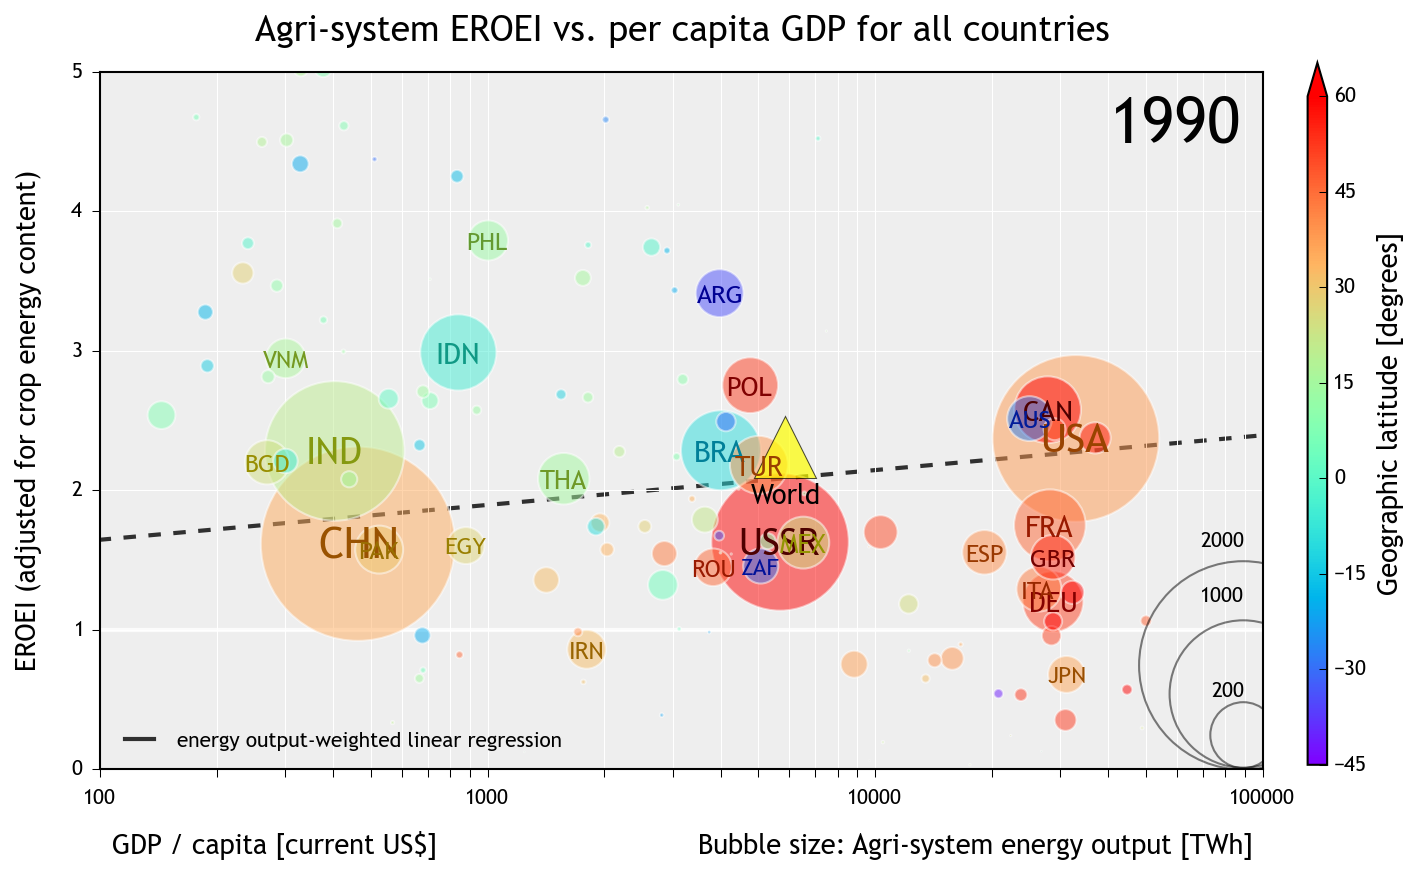 Agri-system EROEI vs. per capita GDP for all countries
1990
EROEI (adjusted for crop energy content)
5
4
3
2
1
0
PHL
ARG
VNM
IDN
POL
CAN
AUS
USA
IND
BGD
BRA
TUR
THA
World
CHN
PAK
EGY
ROU
USSR
MEX
ZAF
FRA
ESP
GBR
ITA
DEU
IRN
JPN
2000
1000
200
energy output-weighted linear regression
100
1000
10000
100000
GDP / capita [current US$]
Bubble size: Agri-system energy output [TWh]
60
45
30
15
0
−15
−30
−45
Geographic latitude [degrees]